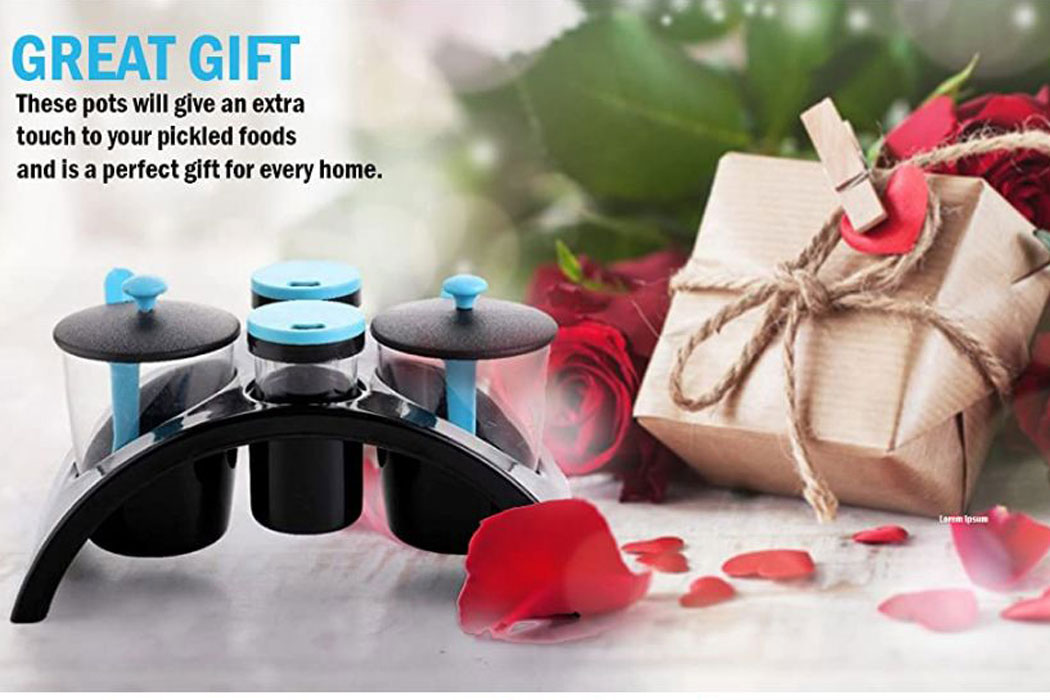 GREAT GIFT
These pots will give an extra
touch to your pickled foods
and is a perfect gift for every home.
Lorem Ipsum